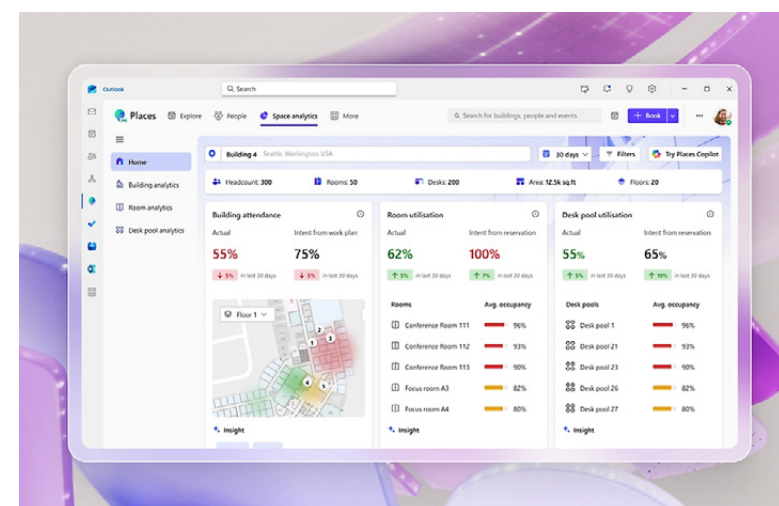 Outlook
Search
Places Explore People Space analytics More
Search for buildings, people and events
Book
Home
Building analytics
Room analytics
Desk pool analytics
Building 4 Seattle, Washington, USA
30 days Filters Try Places Copilot
Headcount: 300 Rooms: 50 Desks: 200 Area: 12.5k sq.ft Floors: 20
Building attendance
Actual Intent from work plan
55% 75%
↓ 5% in last 30 days ↓ 5% in last 30 days
Floor 1
2
1 3
4 5
Insight
Room utilisation
Actual Intent from reservation
62% 100%
↑ 5% in last 30 days ↑ 7% in last 30 days
Rooms Avg. occupancy
Conference Room 111 96%
Conference Room 112 93%
Conference Room 113 90%
Focus room A3 82%
Focus room A4 80%
Insight
Desk pool utilisation
Actual Intent from reservation
55% 65%
↑ 5% in last 30 days ↑ 10% in last 30 days
Desk pools Avg. occupancy
Desk pool 1 96%
Desk pool 21 93%
Desk pool 23 90%
Desk pool 26 82%
Desk pool 27 80%
Insight